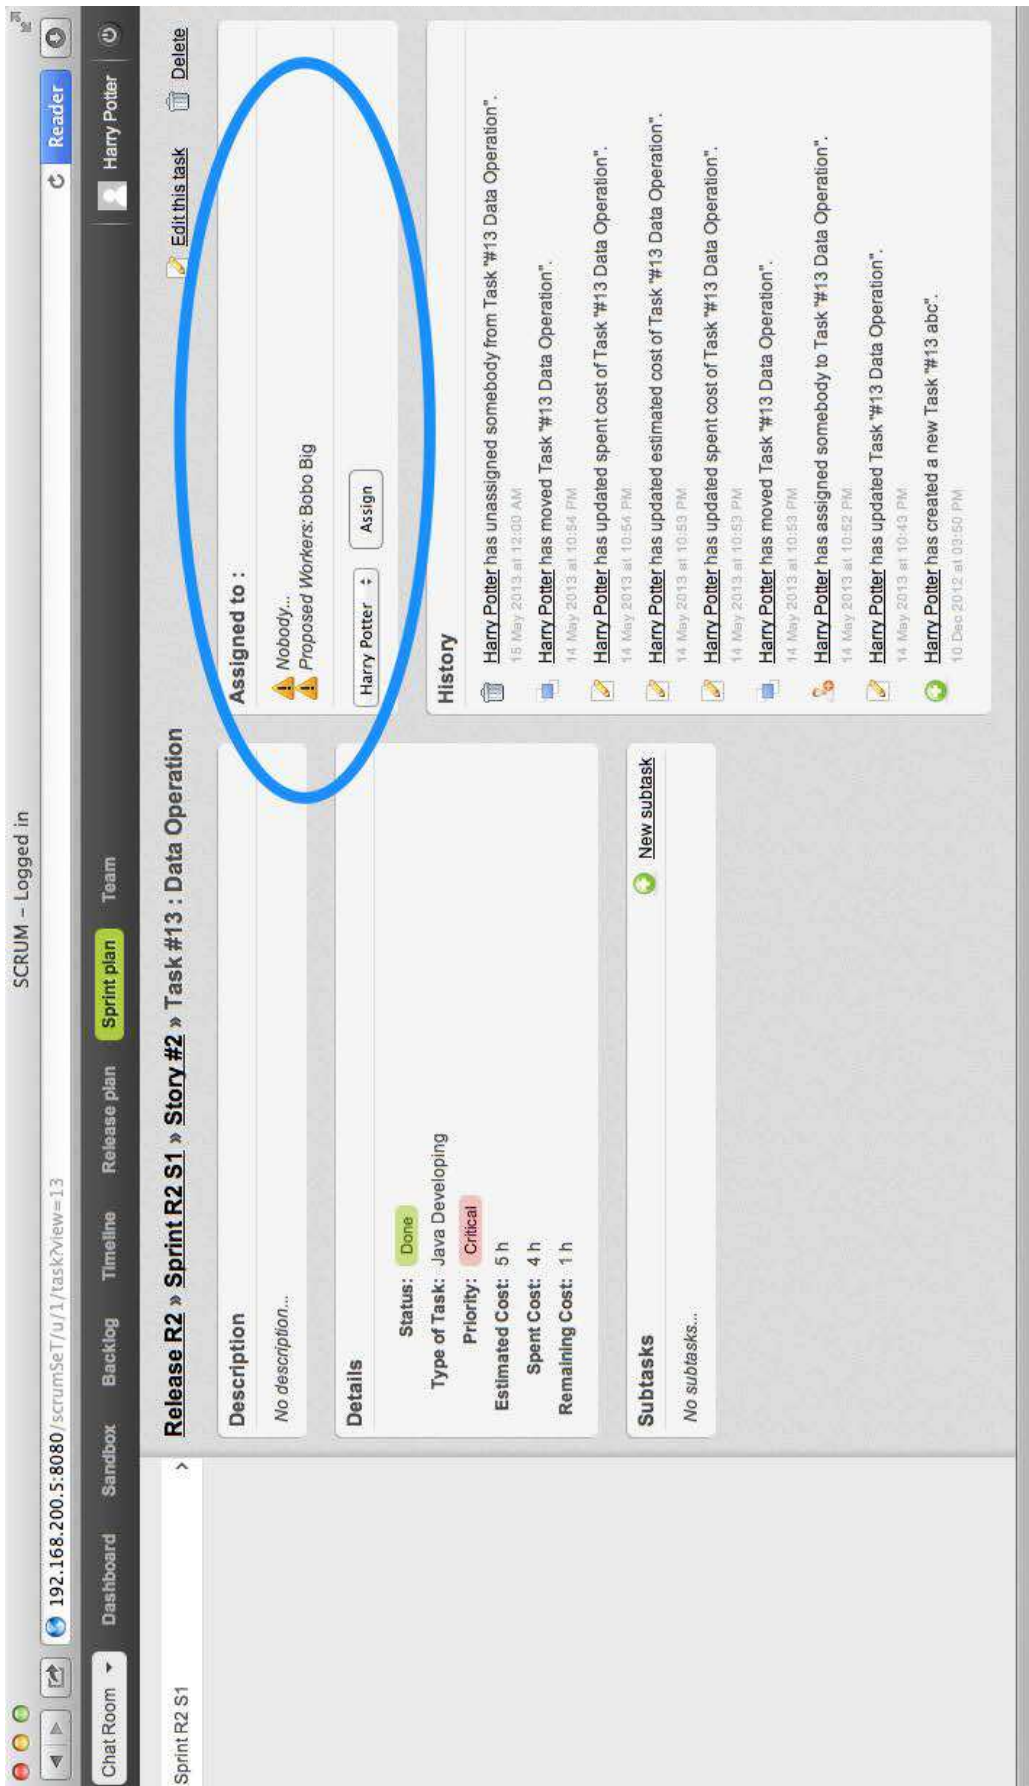 SCRUM – Logged in
192.168.200.5:8080/scrumSeT/u/1/task?view=13
Reader
Chat Room
Dashboard
Sandbox
Backlog
Timeline
Release plan
Sprint plan
Team
Harry Potter
Sprint R2 S1
Release R2 » Sprint R2 S1 » Story #2 » Task #13 : Data Operation
Edit this task
Delete
Description
No description...
Details
Status: Done
Type of Task: Java Developing
Priority: Critical
Estimated Cost: 5 h
Spent Cost: 4 h
Remaining Cost: 1 h
Subtasks
New subtask
No subtasks...
Assigned to :
Nobody...
Proposed Workers: Bobo Big
Harry Potter
Assign
History
Harry Potter has unassigned somebody from Task "#13 Data Operation".
15 May 2013 at 12:00 AM
Harry Potter has moved Task "#13 Data Operation".
14 May 2013 at 10:54 PM
Harry Potter has updated spent cost of Task "#13 Data Operation".
14 May 2013 at 10:54 PM
Harry Potter has updated estimated cost of Task "#13 Data Operation".
14 May 2013 at 10:53 PM
Harry Potter has updated spent cost of Task "#13 Data Operation".
14 May 2013 at 10:53 PM
Harry Potter has moved Task "#13 Data Operation".
14 May 2013 at 10:53 PM
Harry Potter has assigned somebody to Task "#13 Data Operation".
14 May 2013 at 10:52 PM
Harry Potter has updated Task "#13 Data Operation".
14 May 2013 at 10:43 PM
Harry Potter has created a new Task "#13 abc".
10 Dec 2012 at 03:50 PM